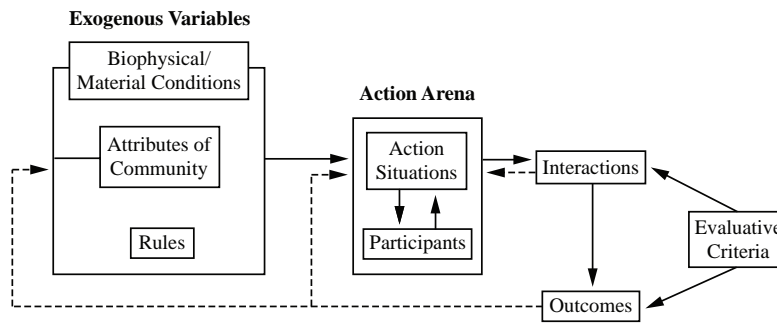 Exogenous Variables
Biophysical/
Material Conditions
Attributes of
Community
Rules
Action Arena
Action
Situations
Participants
Interactions
Outcomes
Evaluative
Criteria